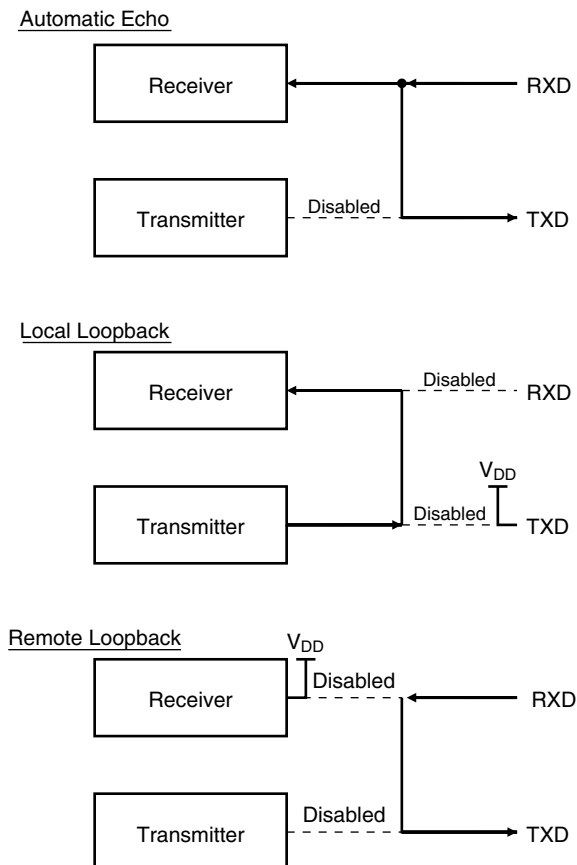 Automatic Echo
Receiver
RXD
Transmitter
Disabled
TXD
Local Loopback
Receiver
Disabled
RXD
VDD
Transmitter
Disabled
TXD
Remote Loopback
VDD
Receiver
Disabled
RXD
Transmitter
Disabled
TXD